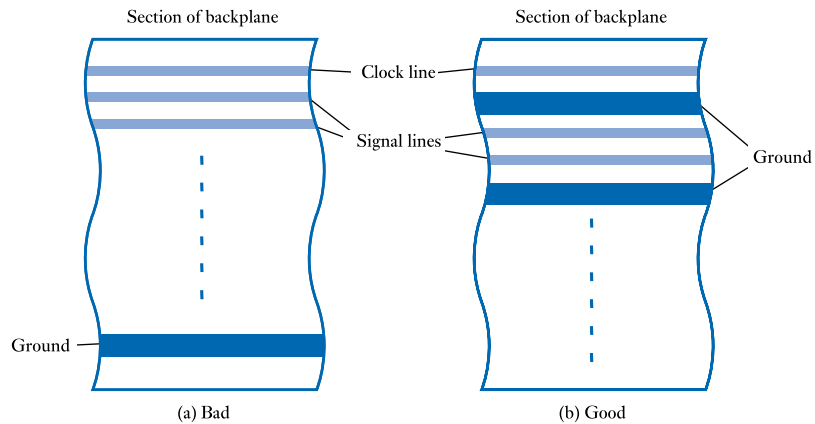 Section of backplane
Section of backplane
Clock line
Signal lines
Ground
Ground
(a) Bad
(b) Good